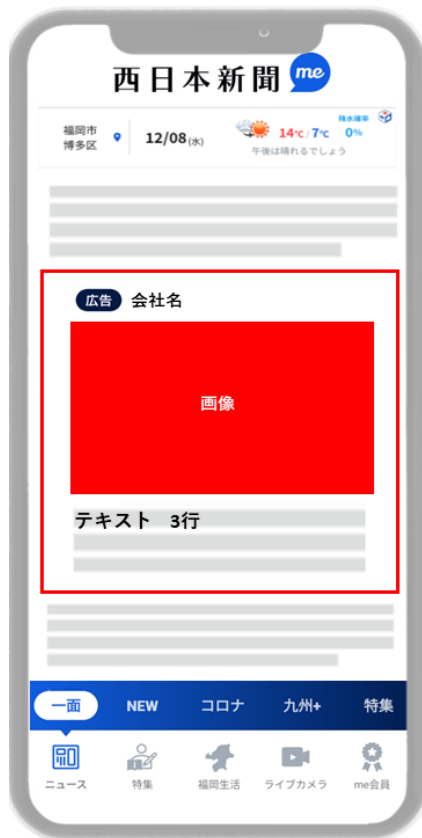 西日本新聞 me
福岡市
博多区
12/08(水)
14℃/7℃
降水確率
0%
午後は晴れるでしょう
広告 会社名
画像
テキスト 3行
一面 NEW コロナ 九州+ 特集
ニュース 特集 福岡生活 ライブカメラ me会員